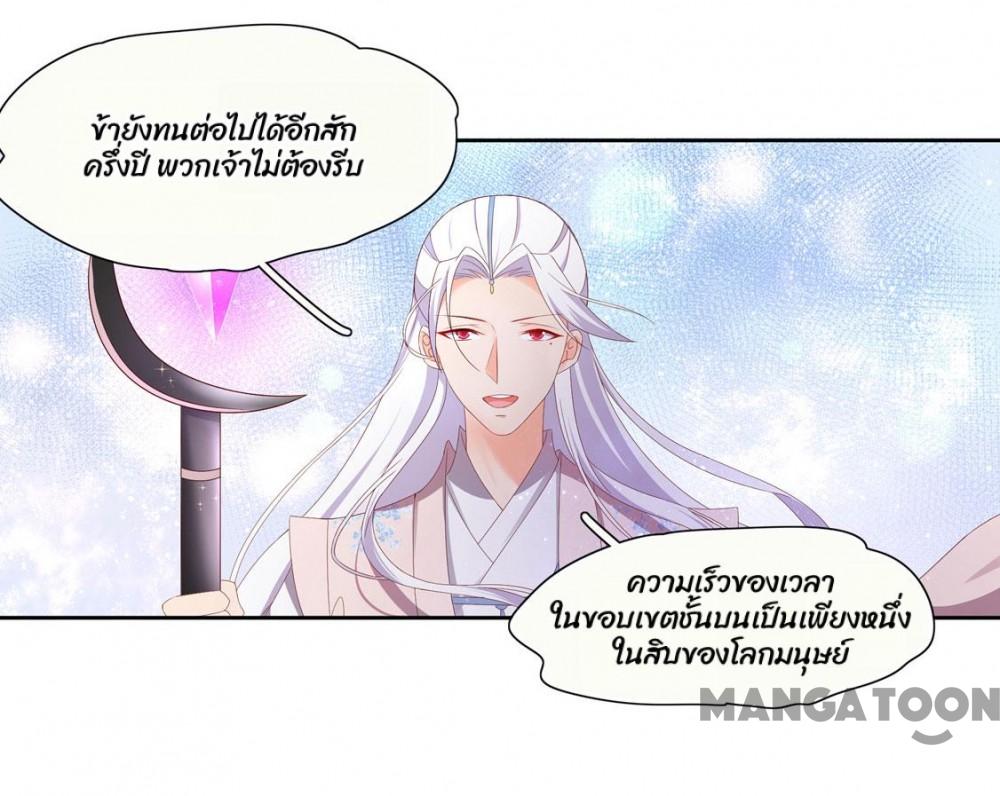 ข้ายังทนต่อไปได้อีกสัก
ครึ่งปี พวกเจ้าไม่ต้องรีบ
ความเร็วของเวลา
ในขอบเขตชั้นบนเป็นเพียงหนึ่ง
ในสิบของโลกมนุษย์
MANGATOON